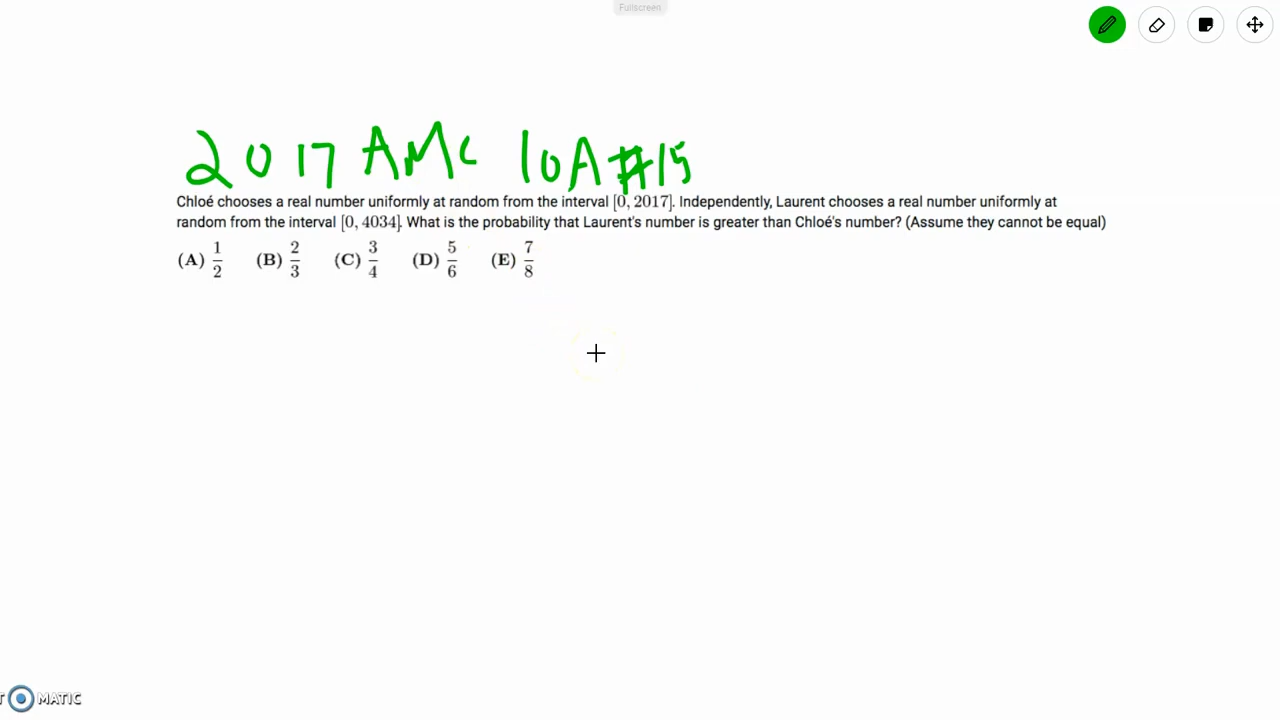 Fullscreen
2017 AMC 10A #15
Chloé chooses a real number uniformly at random from the interval [0, 2017]. Independently, Laurent chooses a real number uniformly at
random from the interval [0, 4034]. What is the probability that Laurent's number is greater than Chloé's number? (Assume they cannot be equal)
(A) 1/2 (B) 2/3 (C) 3/4 (D) 5/6 (E) 7/8
MATIC